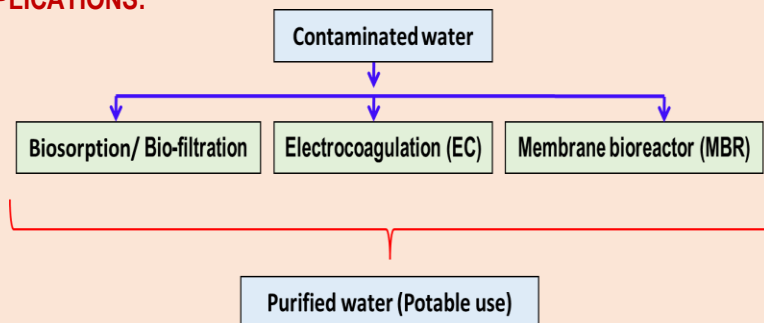 PLICATIONS:
Contaminated water
Biosorption/ Bio-filtration
Electrocoagulation (EC)
Membrane bioreactor (MBR)
Purified water (Potable use)